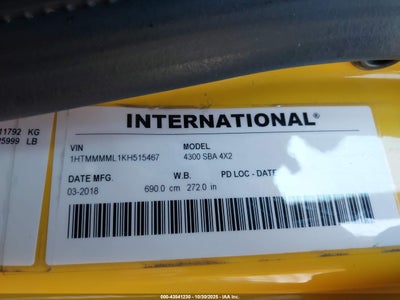 11792 KG
25999 LB
INTERNATIONAL®
VIN MODEL
1HTMMMML1KH515467 4300 SBA 4X2
DATE MFG. W.B. PD LOC - DATE
03-2018 690.0 cm 272.0 in
000-43541230 - 10/30/2025 - IAA Inc.